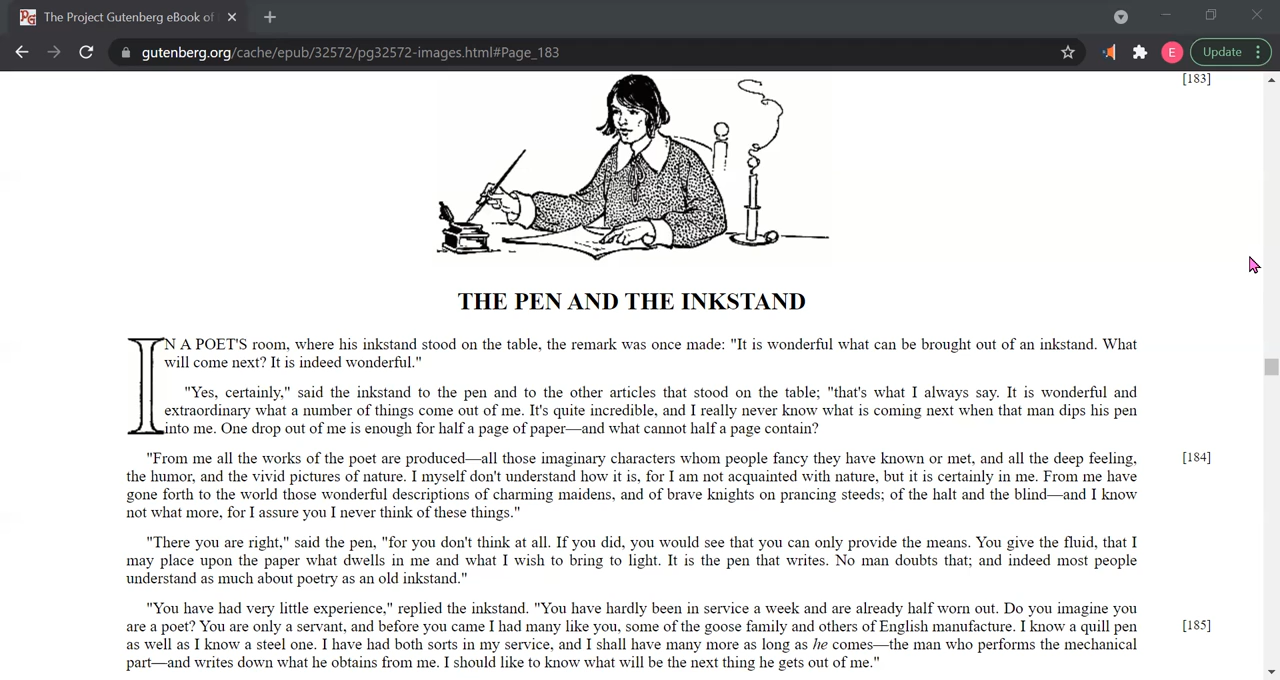 The Project Gutenberg eBook of
gutenberg.org/cache/epub/32572/pg32572-images.html#Page_183
E
Update
[183]
THE PEN AND THE INKSTAND
IN A POET'S room, where his inkstand stood on the table, the remark was once made: "It is wonderful what can be brought out of an inkstand. What
will come next? It is indeed wonderful."
"Yes, certainly," said the inkstand to the pen and to the other articles that stood on the table; "that's what I always say. It is wonderful and
extraordinary what a number of things come out of me. It's quite incredible, and I really never know what is coming next when that man dips his pen
into me. One drop out of me is enough for half a page of paper—and what cannot half a page contain?
"From me all the works of the poet are produced—all those imaginary characters whom people fancy they have known or met, and all the deep feeling,
[184]
the humor, and the vivid pictures of nature. I myself don't understand how it is, for I am not acquainted with nature, but it is certainly in me. From me have
gone forth to the world those wonderful descriptions of charming maidens, and of brave knights on prancing steeds; of the halt and the blind—and I know
not what more, for I assure you I never think of these things."
"There you are right," said the pen, "for you don't think at all. If you did, you would see that you can only provide the means. You give the fluid, that I
may place upon the paper what dwells in me and what I wish to bring to light. It is the pen that writes. No man doubts that; and indeed most people
understand as much about poetry as an old inkstand."
"You have had very little experience," replied the inkstand. "You have hardly been in service a week and are already half worn out. Do you imagine you
are a poet? You are only a servant, and before you came I had many like you, some of the goose family and others of English manufacture. I know a quill pen
[185]
as well as I know a steel one. I have had both sorts in my service, and I shall have many more as long as he comes—the man who performs the mechanical
part—and writes down what he obtains from me. I should like to know what will be the next thing he gets out of me."